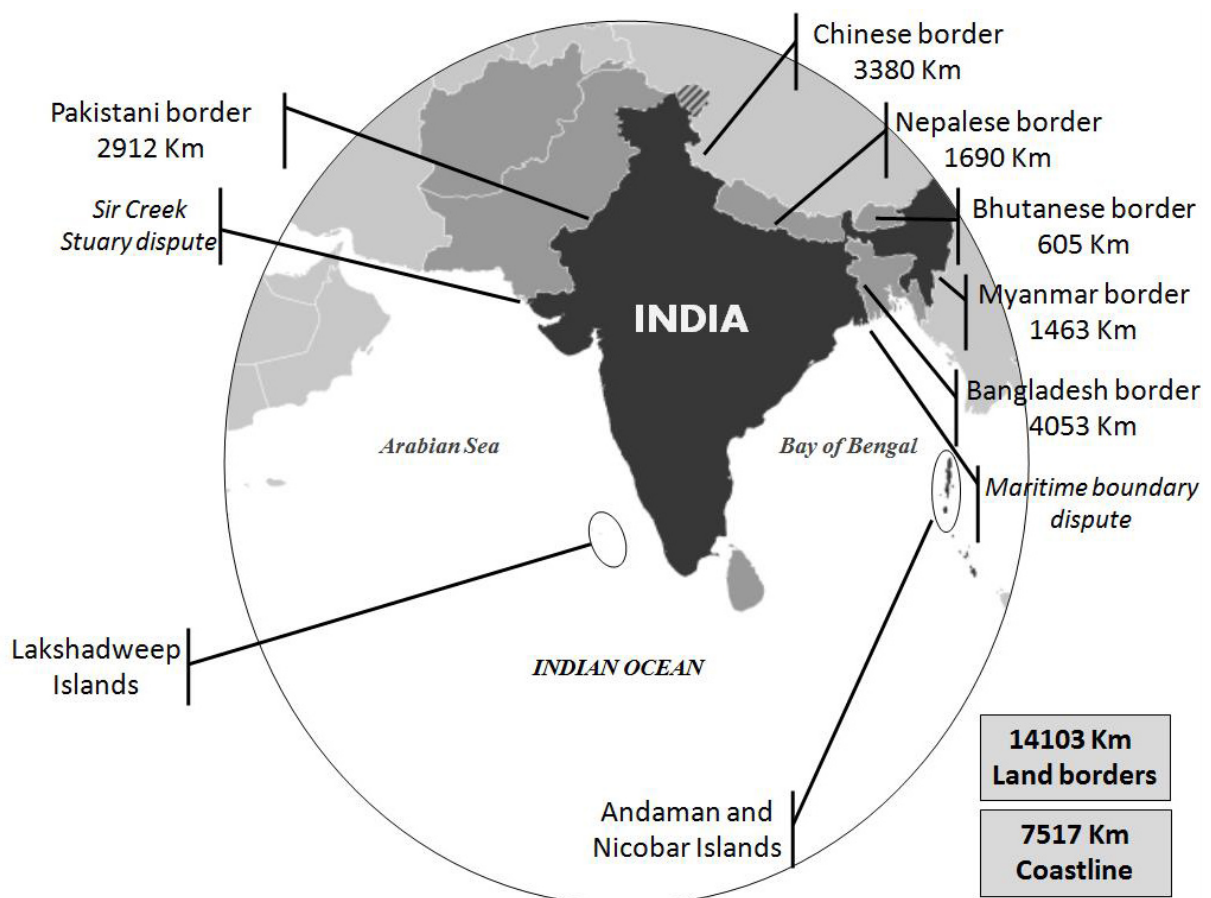 Chinese border
3380 Km
Pakistani border
2912 Km
Nepalese border
1690 Km
Sir Creek
Stuary dispute
Bhutanese border
605 Km
Myanmar border
1463 Km
INDIA
Bangladesh border
4053 Km
Arabian Sea
Bay of Bengal
Maritime boundary
dispute
Lakshadweep
Islands
INDIAN OCEAN
14103 Km
Land borders
Andaman and
Nicobar Islands
7517 Km
Coastline